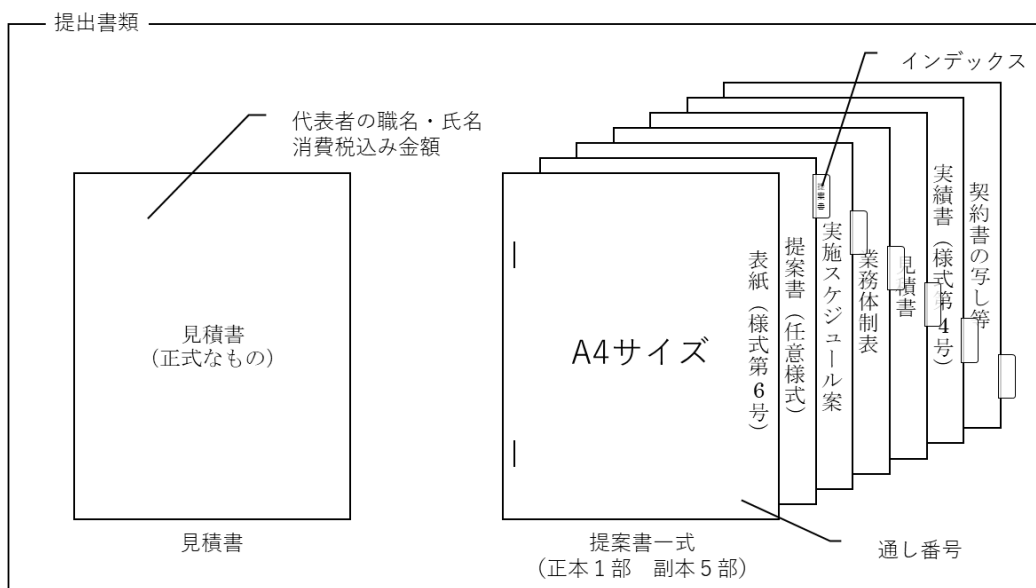 提出書類
インデックス
代表者の職名・氏名
消費税込み金額
見積書
（正式なもの）
見積書
A4サイズ
表紙（様式第6号）
提案書（任意様式）
提案書
実施スケジュール案
業務体制表
見積書
実績書（様式第4号）
契約書の写し等
提案書一式
（正本１部　副本５部）
通し番号